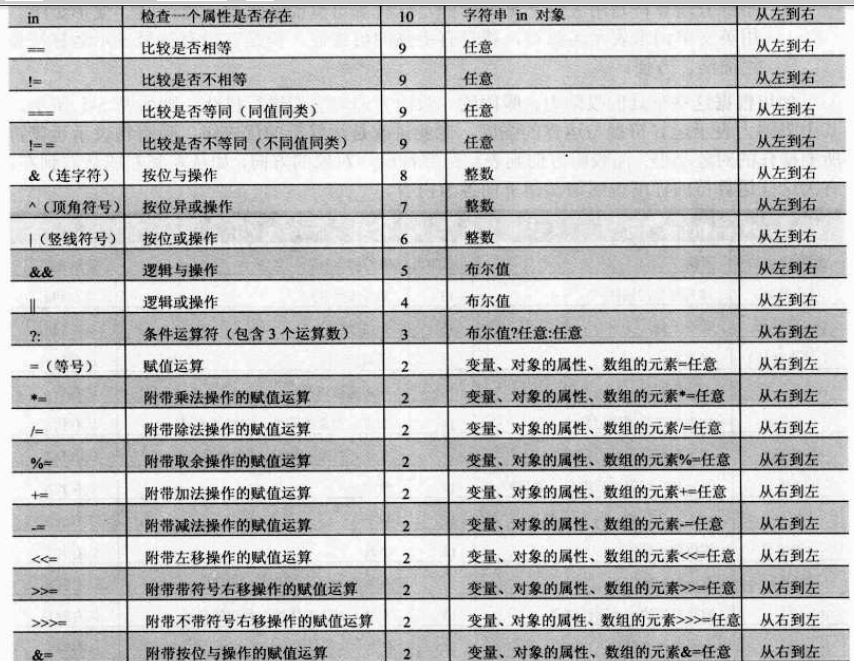 in 检查一个属性是否存在 10 字符串 in 对象 从左到右
== 比较是否相等 9 任意 从左到右
!= 比较是否不相等 9 任意 从左到右
=== 比较是否等同（同值同类） 9 任意 从左到右
!== 比较是否不等同（不同值同类） 9 任意 从左到右
&（连字符） 按位与操作 8 整数 从左到右
^（顶角符号） 按位异或操作 7 整数 从左到右
|（竖线符号） 按位或操作 6 整数 从左到右
&& 逻辑与操作 5 布尔值 从左到右
|| 逻辑或操作 4 布尔值 从左到右
?: 条件运算符（包含 3 个运算数） 3 布尔值?任意:任意 从右到左
=（等号） 赋值运算 2 变量、对象的属性、数组的元素=任意 从右到左
*= 附带乘法操作的赋值运算 2 变量、对象的属性、数组的元素*=任意 从右到左
/= 附带除法操作的赋值运算 2 变量、对象的属性、数组的元素/=任意 从右到左
%= 附带取余操作的赋值运算 2 变量、对象的属性、数组的元素%=任意 从右到左
+= 附带加法操作的赋值运算 2 变量、对象的属性、数组的元素+=任意 从右到左
-= 附带减法操作的赋值运算 2 变量、对象的属性、数组的元素-=任意 从右到左
<<= 附带左移操作的赋值运算 2 变量、对象的属性、数组的元素<<=任意 从右到左
>>= 附带带符号右移操作的赋值运算 2 变量、对象的属性、数组的元素>>=任意 从右到左
>>>= 附带不带符号右移操作的赋值运算 2 变量、对象的属性、数组的元素>>>=任意 从右到左
&= 附带按位与操作的赋值运算 2 变量、对象的属性、数组的元素&=任意 从右到左